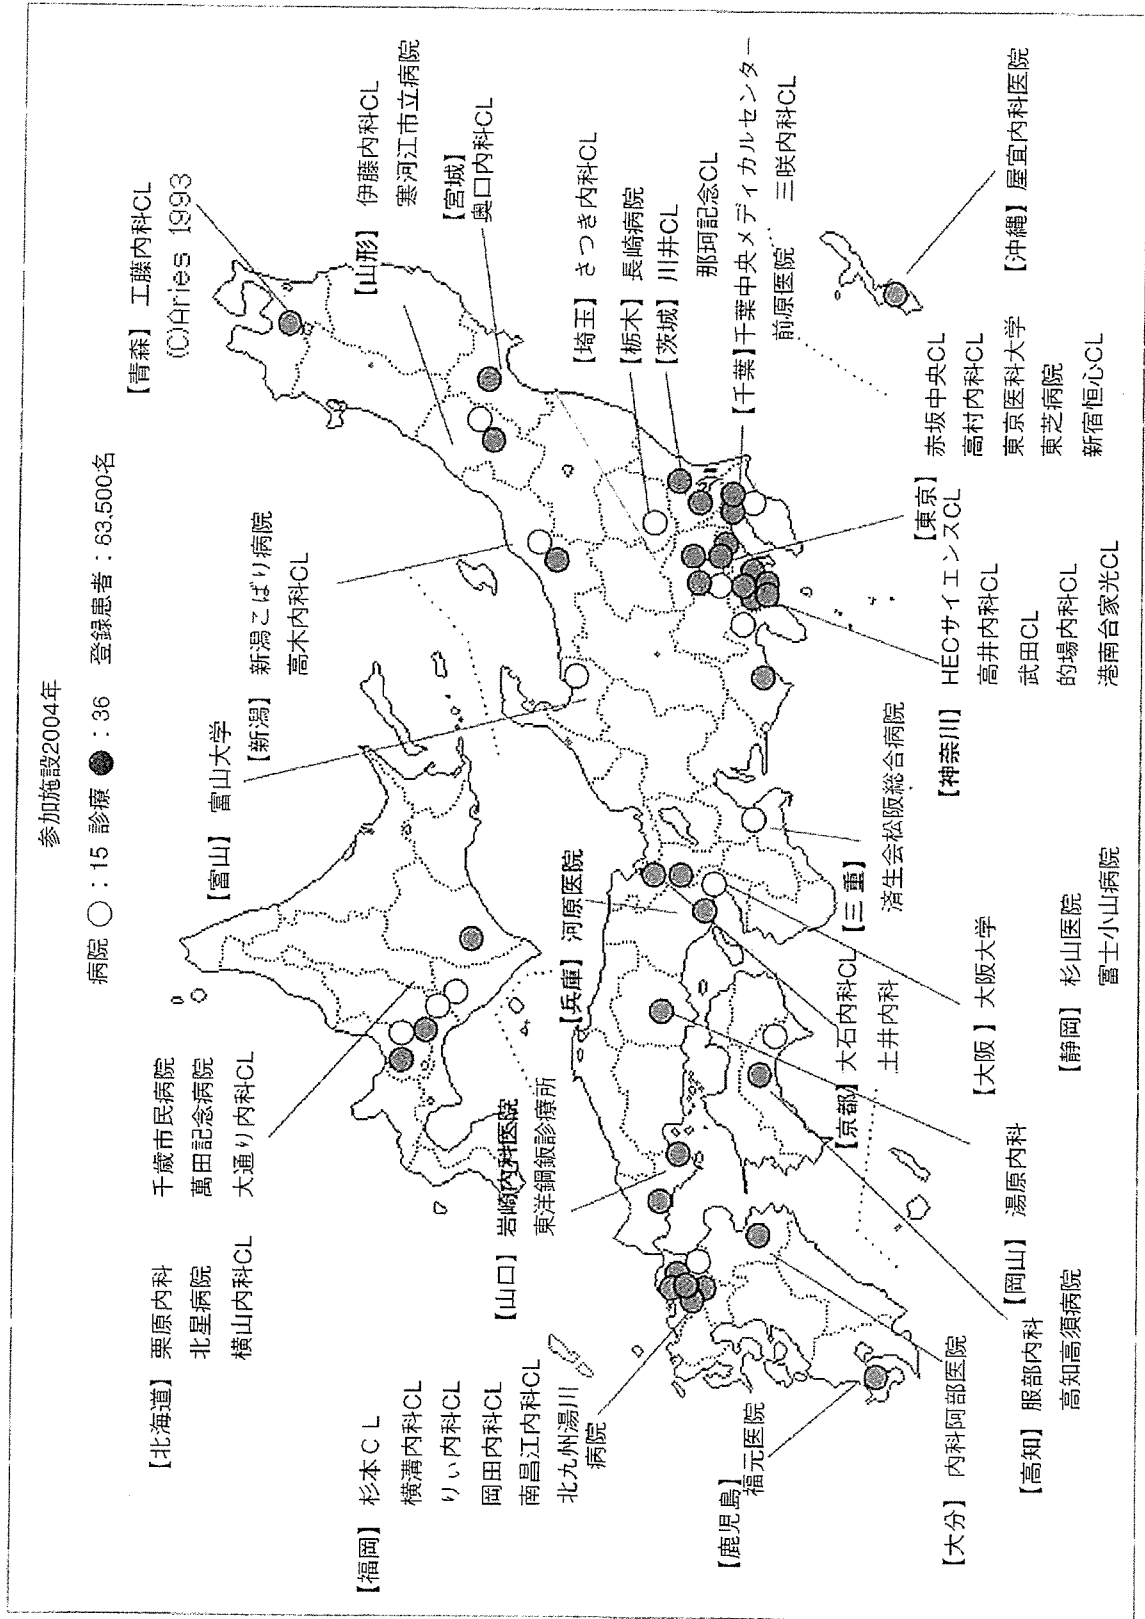 参加施設2004年
病院 ○：15 診療 ●：36 登録患者：63,500名
【北海道】 栗原内科 千歳市民病院
北星病院 萬田記念病院
横山内科CL 大通り内科CL
【青森】 工藤内科CL
(C)Aries 1993
【山形】 伊藤内科CL
寒河江市立病院
【宮城】
奥口内科CL
【新潟】 新潟こばり病院
高木内科CL
【富山】 富山大学
【埼玉】 さつき内科CL
【栃木】 長崎病院
【茨城】 川井CL
那珂記念CL
【千葉】千葉中央メディカルセンター
前原医院 三咲内科CL
【東京】 赤坂中央CL
高村内科CL
東京医科大学
東芝病院
新宿恒心CL
【神奈川】 HECサイエンスCL
高井内科CL
武田CL
的場内科CL
港南台家光CL
【沖縄】 屋宜内科医院
【静岡】 杉山医院
富士小山病院
【三重】
済生会松阪総合病院
【大阪】 大阪大学
【京都】 大石内科CL
土井内科
【兵庫】 河原医院
【岡山】 湯原内科
【山口】 岩崎内科医院
東洋鋼鈑診療所
【高知】 服部内科
高知高須病院
【福岡】 杉本CL
横溝内科CL
りぃ内科CL
岡田内科CL
南昌江内科CL
北九州湯川
病院
【大分】 内科阿部医院
【鹿児島】
福元医院